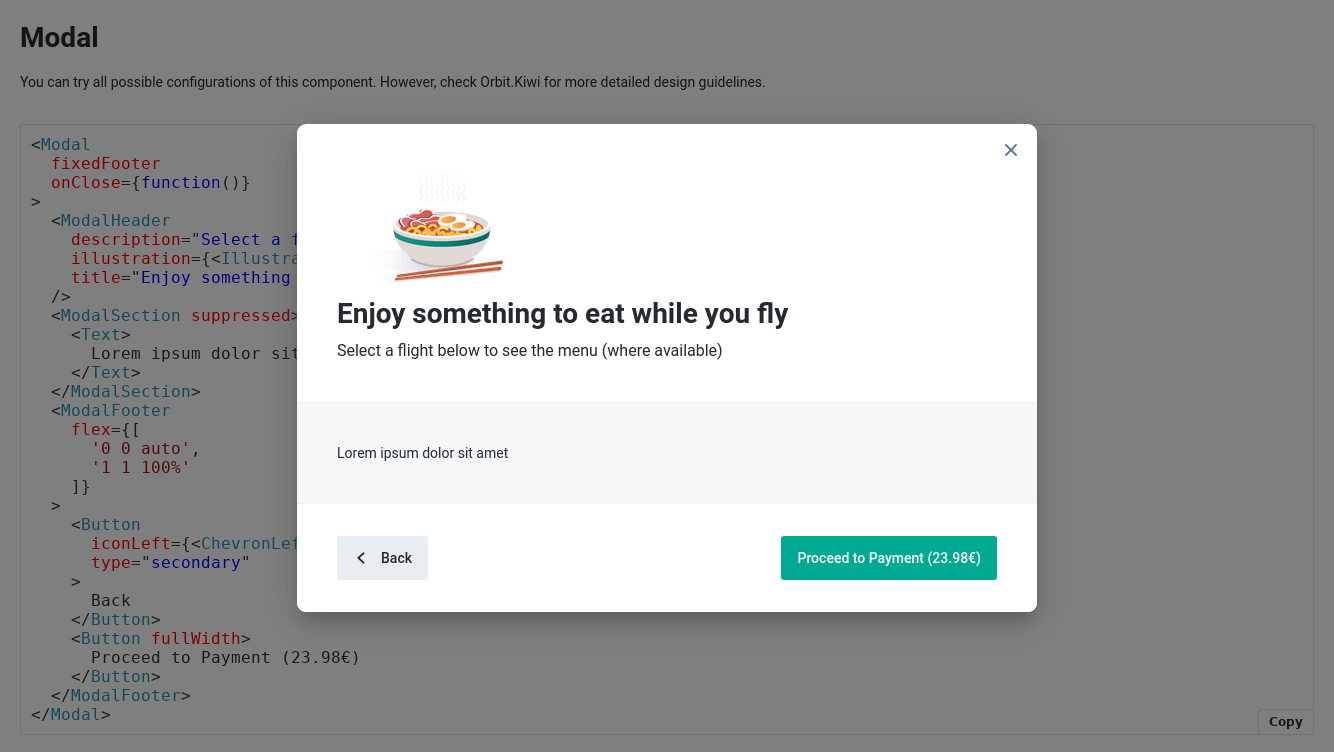 Modal
You can try all possible configurations of this component. However, check Orbit.Kiwi for more detailed design guidelines.
<Modal
fixedFooter
onClose={function()}
>
<ModalHeader
description="Select a f
illustration={<Illustra
title="Enjoy something
/>
<ModalSection suppressed>
<Text>
Lorem ipsum dolor sit
</Text>
</ModalSection>
<ModalFooter
flex={[
'0 0 auto',
'1 1 100%'
]}
>
<Button
iconLeft={<ChevronLef
type="secondary"
>
Back
</Button>
<Button fullWidth>
Proceed to Payment (23.98€)
</Button>
</ModalFooter>
</Modal>
Copy
Enjoy something to eat while you fly
Select a flight below to see the menu (where available)
Lorem ipsum dolor sit amet
Back
Proceed to Payment (23.98€)